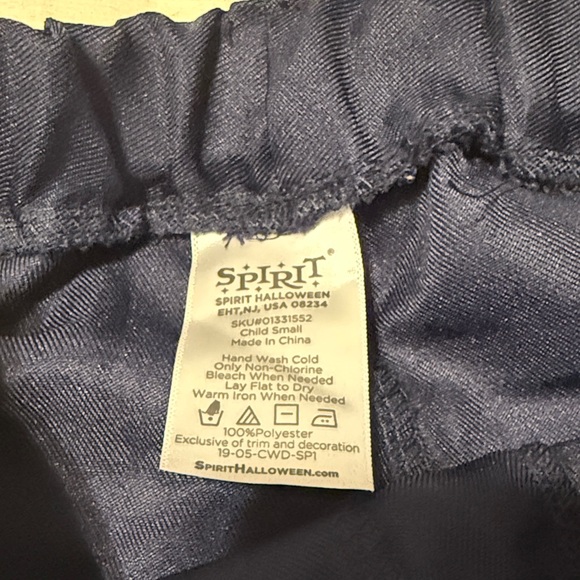 SPIRIT®
SPIRIT HALLOWEEN
EHT,NJ, USA 08234
SKU#01331552
Child Small
Made in China
Hand Wash Cold
Only Non-Chlorine
Bleach When Needed
Lay Flat to Dry
Warm Iron When Needed
100%Polyester
Exclusive of trim and decoration
19-05-CWD-SP1
SPIRITHALLOWEEN.com